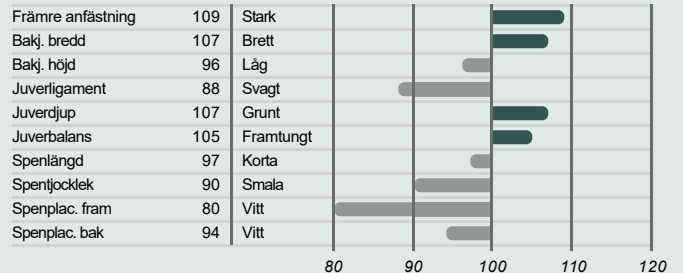 Främre anfästning 109 Stark
Bakj. bredd 107 Brett
Bakj. höjd 96 Låg
Juverligament 88 Svagt
Juverdjup 107 Grunt
Juverbalans 105 Framtungt
Spenlängd 97 Korta
Spentjocklek 90 Smala
Spenplac. fram 80 Vitt
Spenplac. bak 94 Vitt
80 90 100 110 120